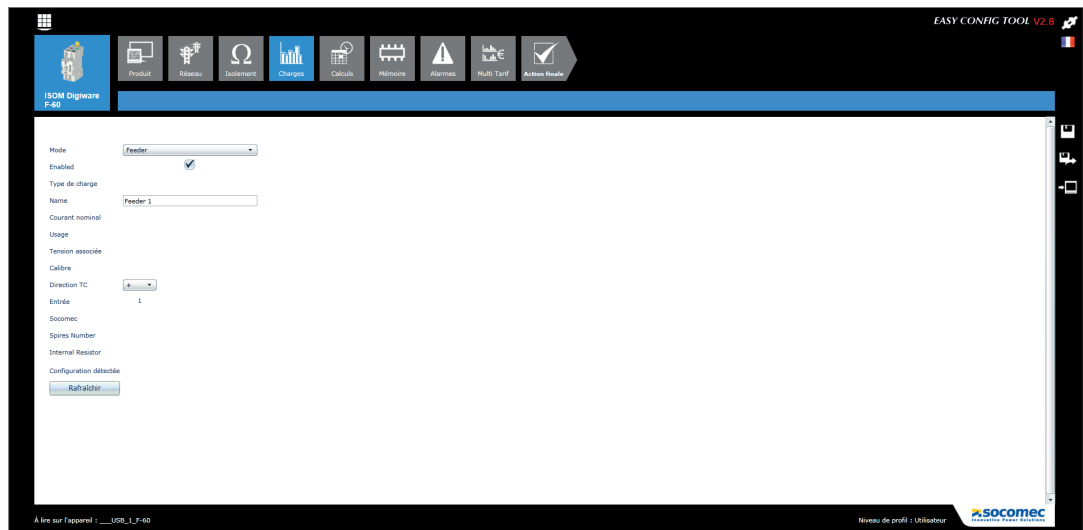 EASY CONFIG TOOL V2.8
Produit
Réseau
Isolement
Charges
Calculs
Mémoire
Alarmes
Multi Tarif
Action finale
ISOM Digiware
F-60
Mode
Feeder
Enabled
Type de charge
Name
Feeder 1
Courant nominal
Usage
Tension associée
Calibre
Direction TC
+
Entrée
1
Socomec
Spires Number
Internal Resistor
Configuration détectée
Rafraîchir
À lire sur l'appareil : ___USB_1_F-60
Niveau de profil : Utilisateur
socomec
Innovative Power Solutions